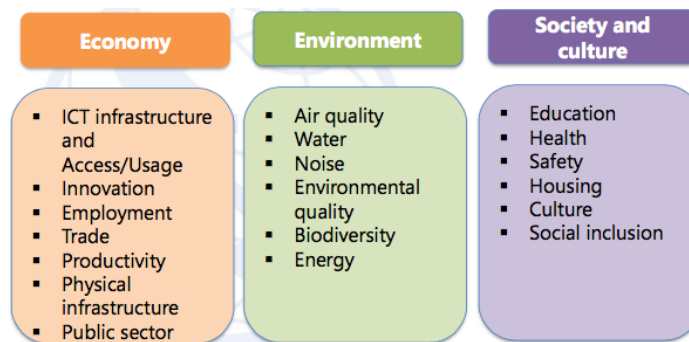 Economy
▪ ICT infrastructure
and
Access/Usage
▪ Innovation
▪ Employment
▪ Trade
▪ Productivity
▪ Physical
infrastructure
▪ Public sector
Environment
▪ Air quality
▪ Water
▪ Noise
▪ Environmental
quality
▪ Biodiversity
▪ Energy
Society and
culture
▪ Education
▪ Health
▪ Safety
▪ Housing
▪ Culture
▪ Social inclusion